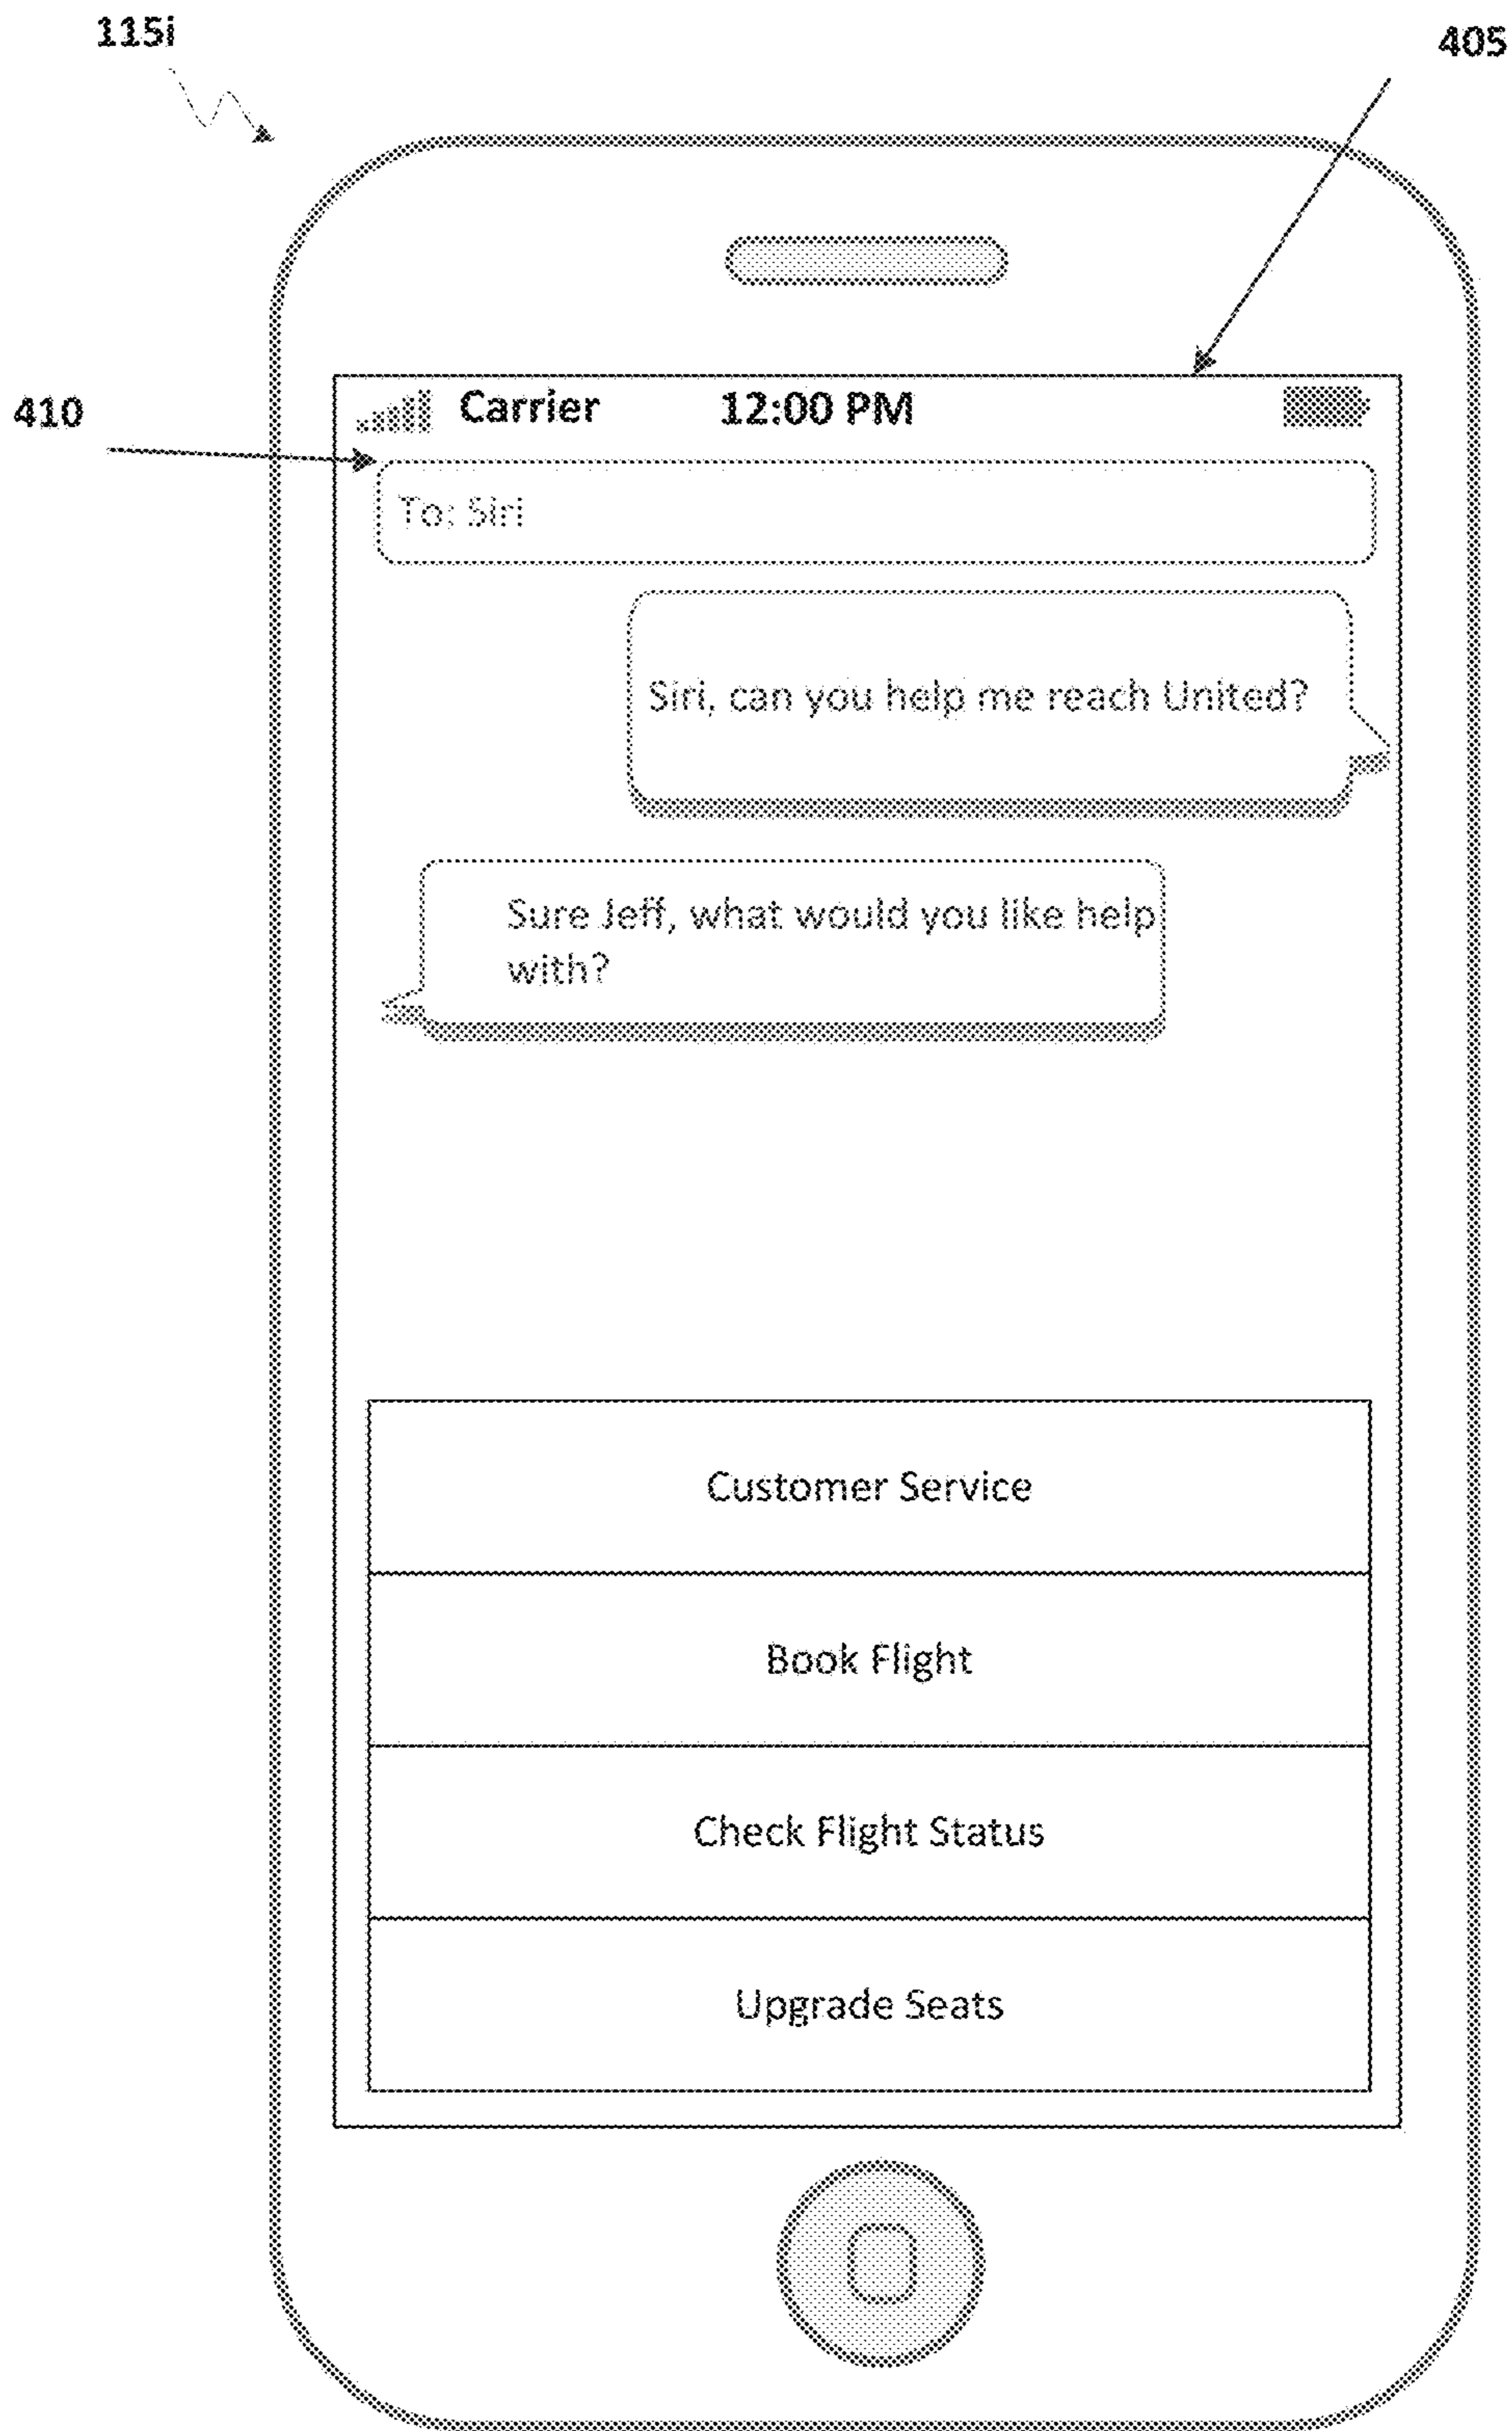 115i
405
410
Carrier 12:00 PM
To: Siri
Siri, can you help me reach United?
Sure Jeff, what would you like help
with?
Customer Service
Book Flight
Check Flight Status
Upgrade Seats